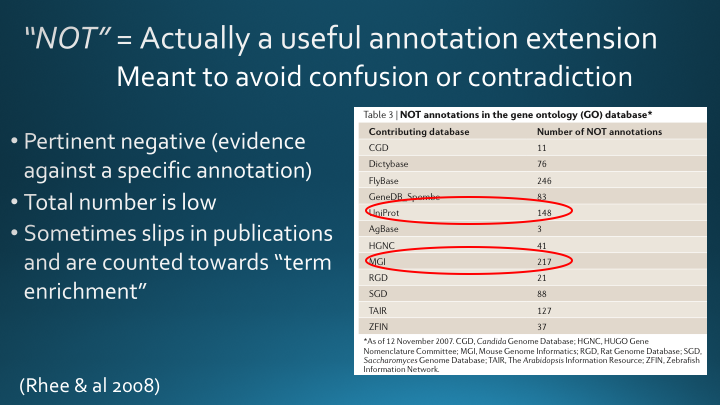 “NOT” = Actually a useful annotation extension
Meant to avoid confusion or contradiction
• Pertinent negative (evidence
against a specific annotation)
• Total number is low
• Sometimes slips in publications
and are counted towards “term
enrichment”
(Rhee & al 2008)
Table 3 | NOT annotations in the gene ontology (GO) database*
Contributing database Number of NOT annotations
CGD 11
Dictybase 76
FlyBase 246
GeneDB_Spombe 83
UniProt 148
AgBase 3
HGNC 41
MGI 217
RGD 21
SGD 88
TAIR 127
ZFIN 37
*As of 12 November 2007. CGD, Candida Genome Database; HGNC, HUGO Gene
Nomenclature Committee; MGI, Mouse Genome Informatics; RGD, Rat Genome Database; SGD,
Saccharomyces Genome Database; TAIR, The Arabidopsis Information Resource; ZFIN, Zebrafish
Information Network.